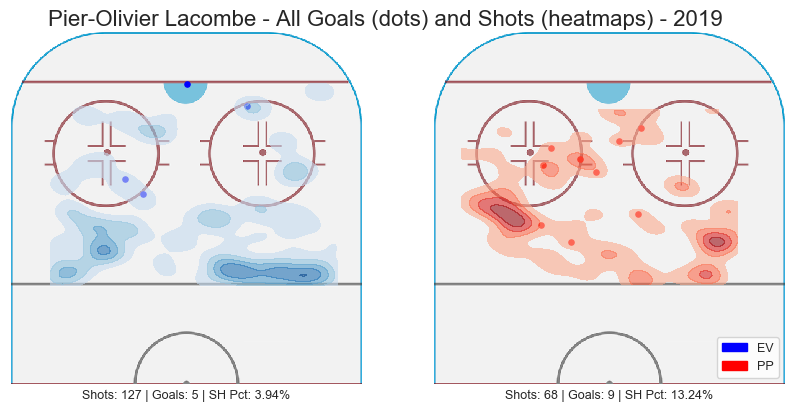 Pier-Olivier Lacombe - All Goals (dots) and Shots (heatmaps) - 2019
EV
PP
Shots: 127 | Goals: 5 | SH Pct: 3.94%
Shots: 68 | Goals: 9 | SH Pct: 13.24%